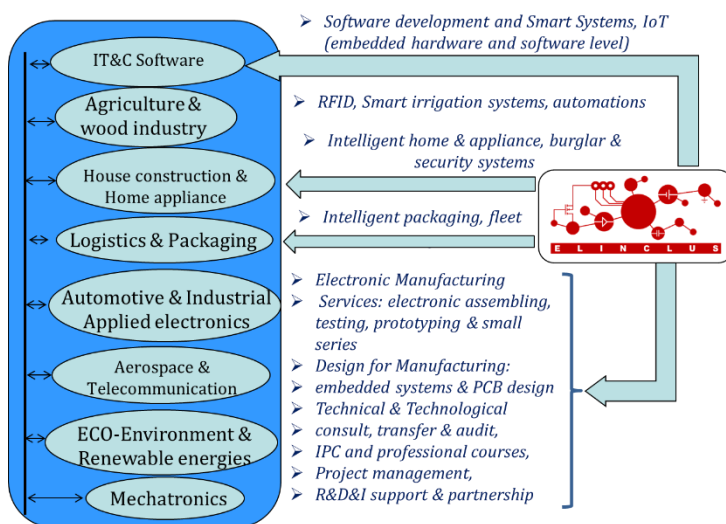 Software development and Smart Systems, IoT
(embedded hardware and software level)
IT&C Software
Agriculture &
wood industry
RFID, Smart irrigation systems, automations
Intelligent home & appliance, burglar &
security systems
House construction &
Home appliance
Intelligent packaging, fleet
Logistics & Packaging
E L I N C L U S
Automotive & Industrial
Applied electronics
Aerospace &
Telecommunication
ECO-Environment &
Renewable energies
Mechatronics
Electronic Manufacturing
Services: electronic assembling,
testing, prototyping & small
series
Design for Manufacturing:
embedded systems & PCB design
Technical & Technological
consult, transfer & audit,
IPC and professional courses,
Project management,
R&D&I support & partnership